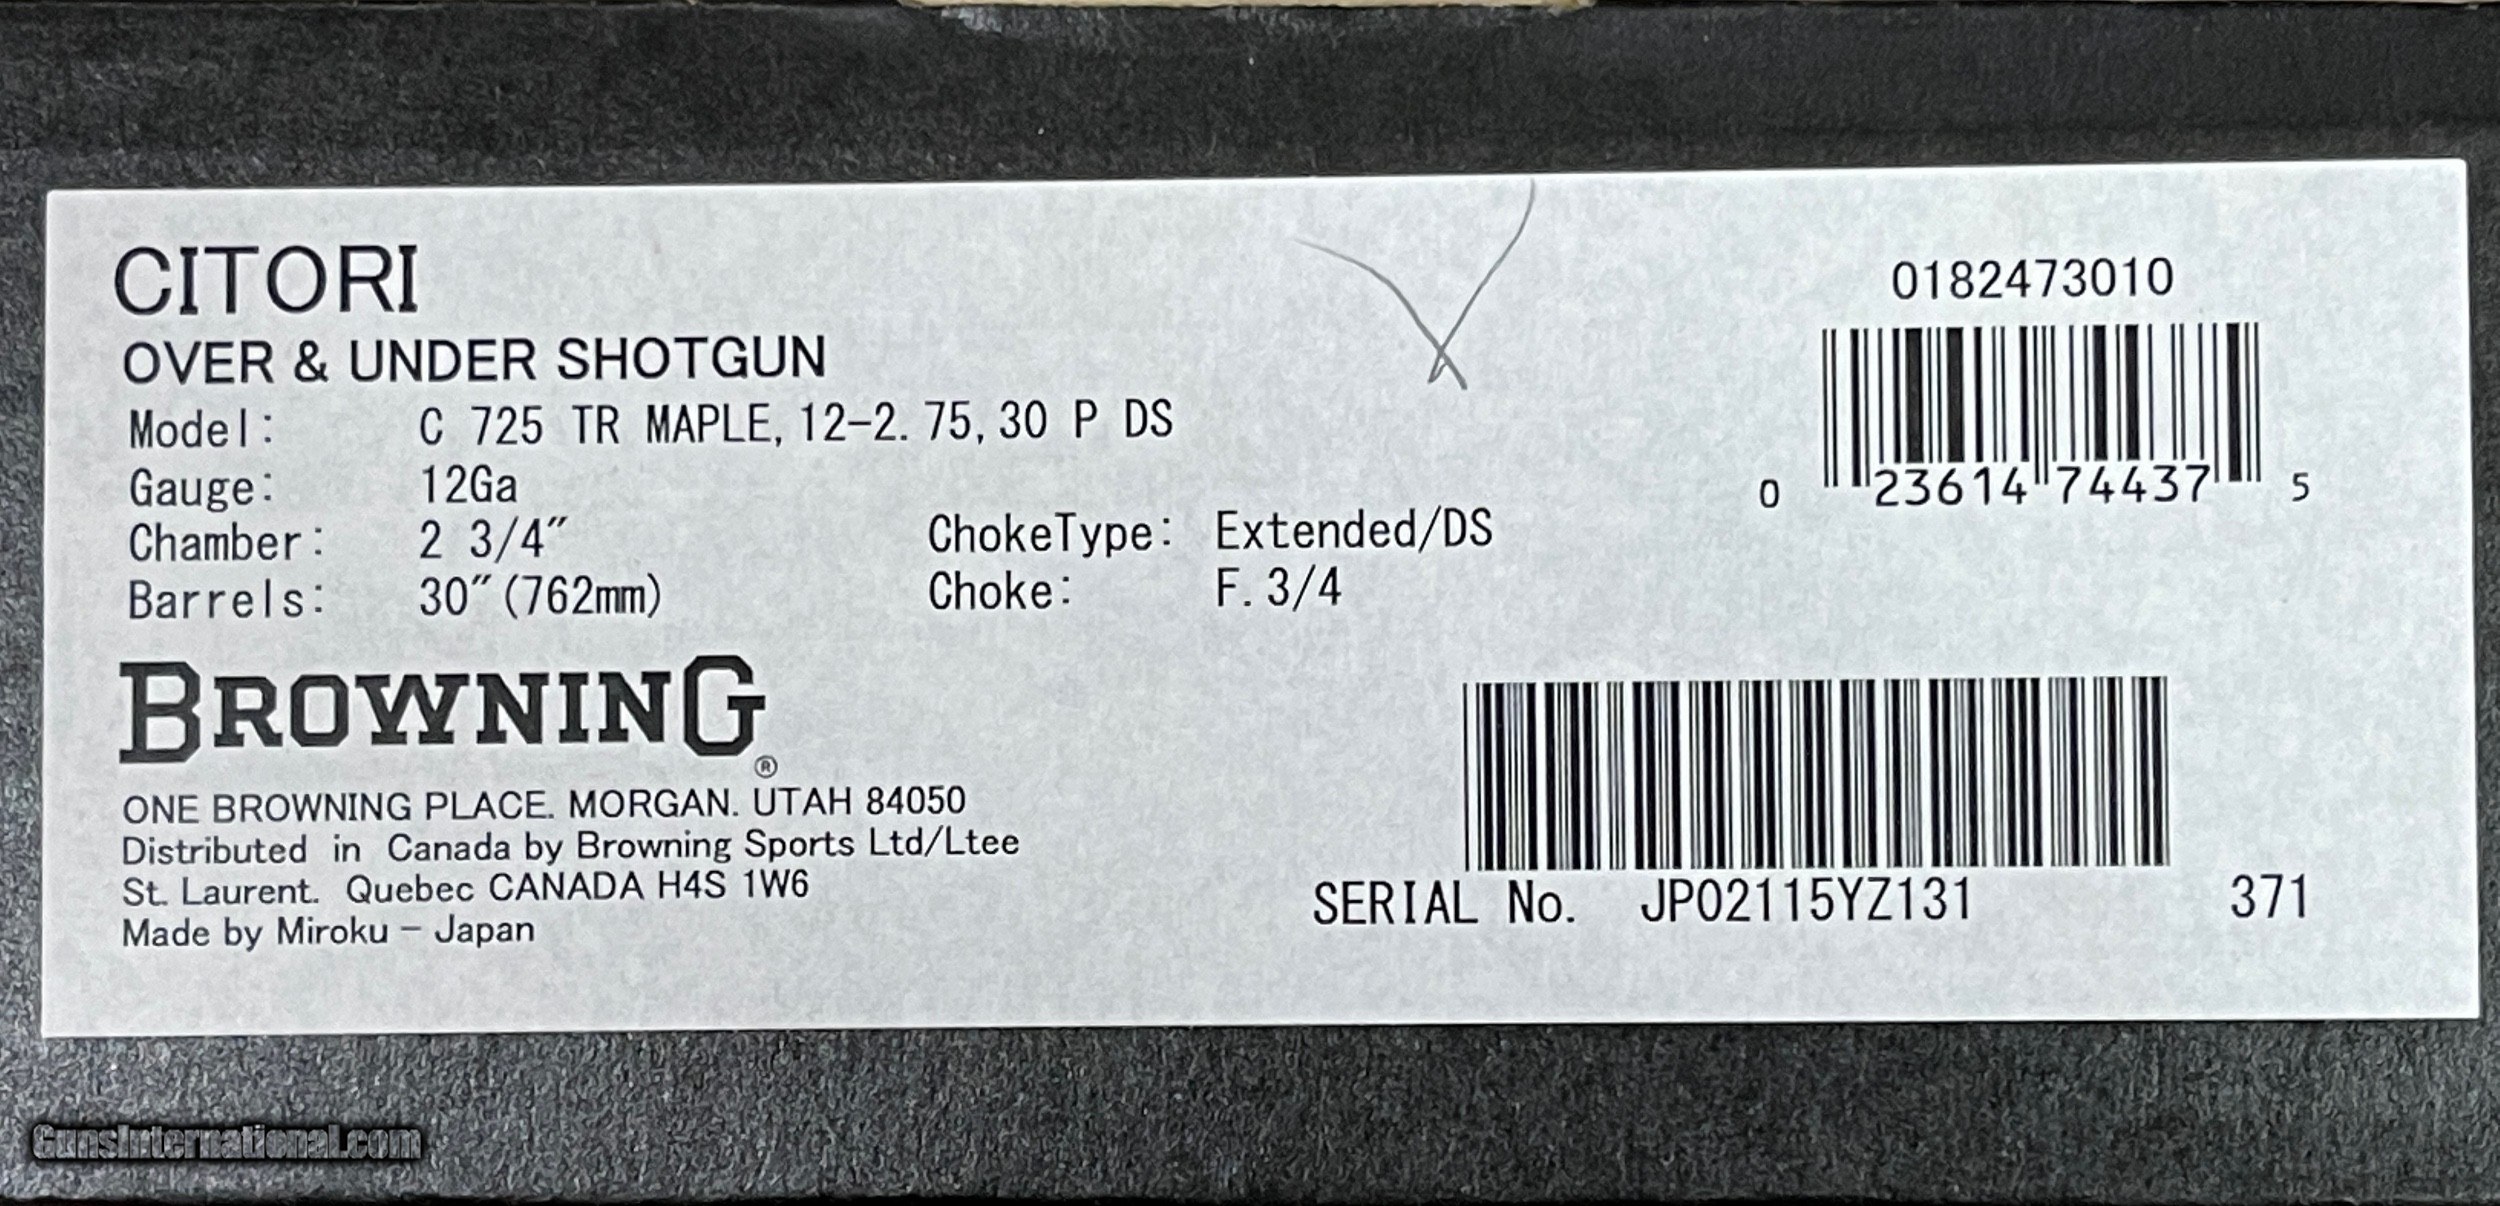 CITORI
OVER & UNDER SHOTGUN
0182473010
Model: C 725 TR MAPLE, 12-2.75, 30 P DS
Gauge: 12Ga
0 23614 74437 5
Chamber: 2 3/4" ChokeType: Extended/DS
Barrels: 30"(762mm) Choke: F. 3/4
BROWNING®
ONE BROWNING PLACE. MORGAN. UTAH 84050
Distributed in Canada by Browning Sports Ltd/Ltee
St. Laurent. Quebec CANADA H4S 1W6
Made by Miroku - Japan
SERIAL No. JP02115YZ131 371
GunsInternational.com